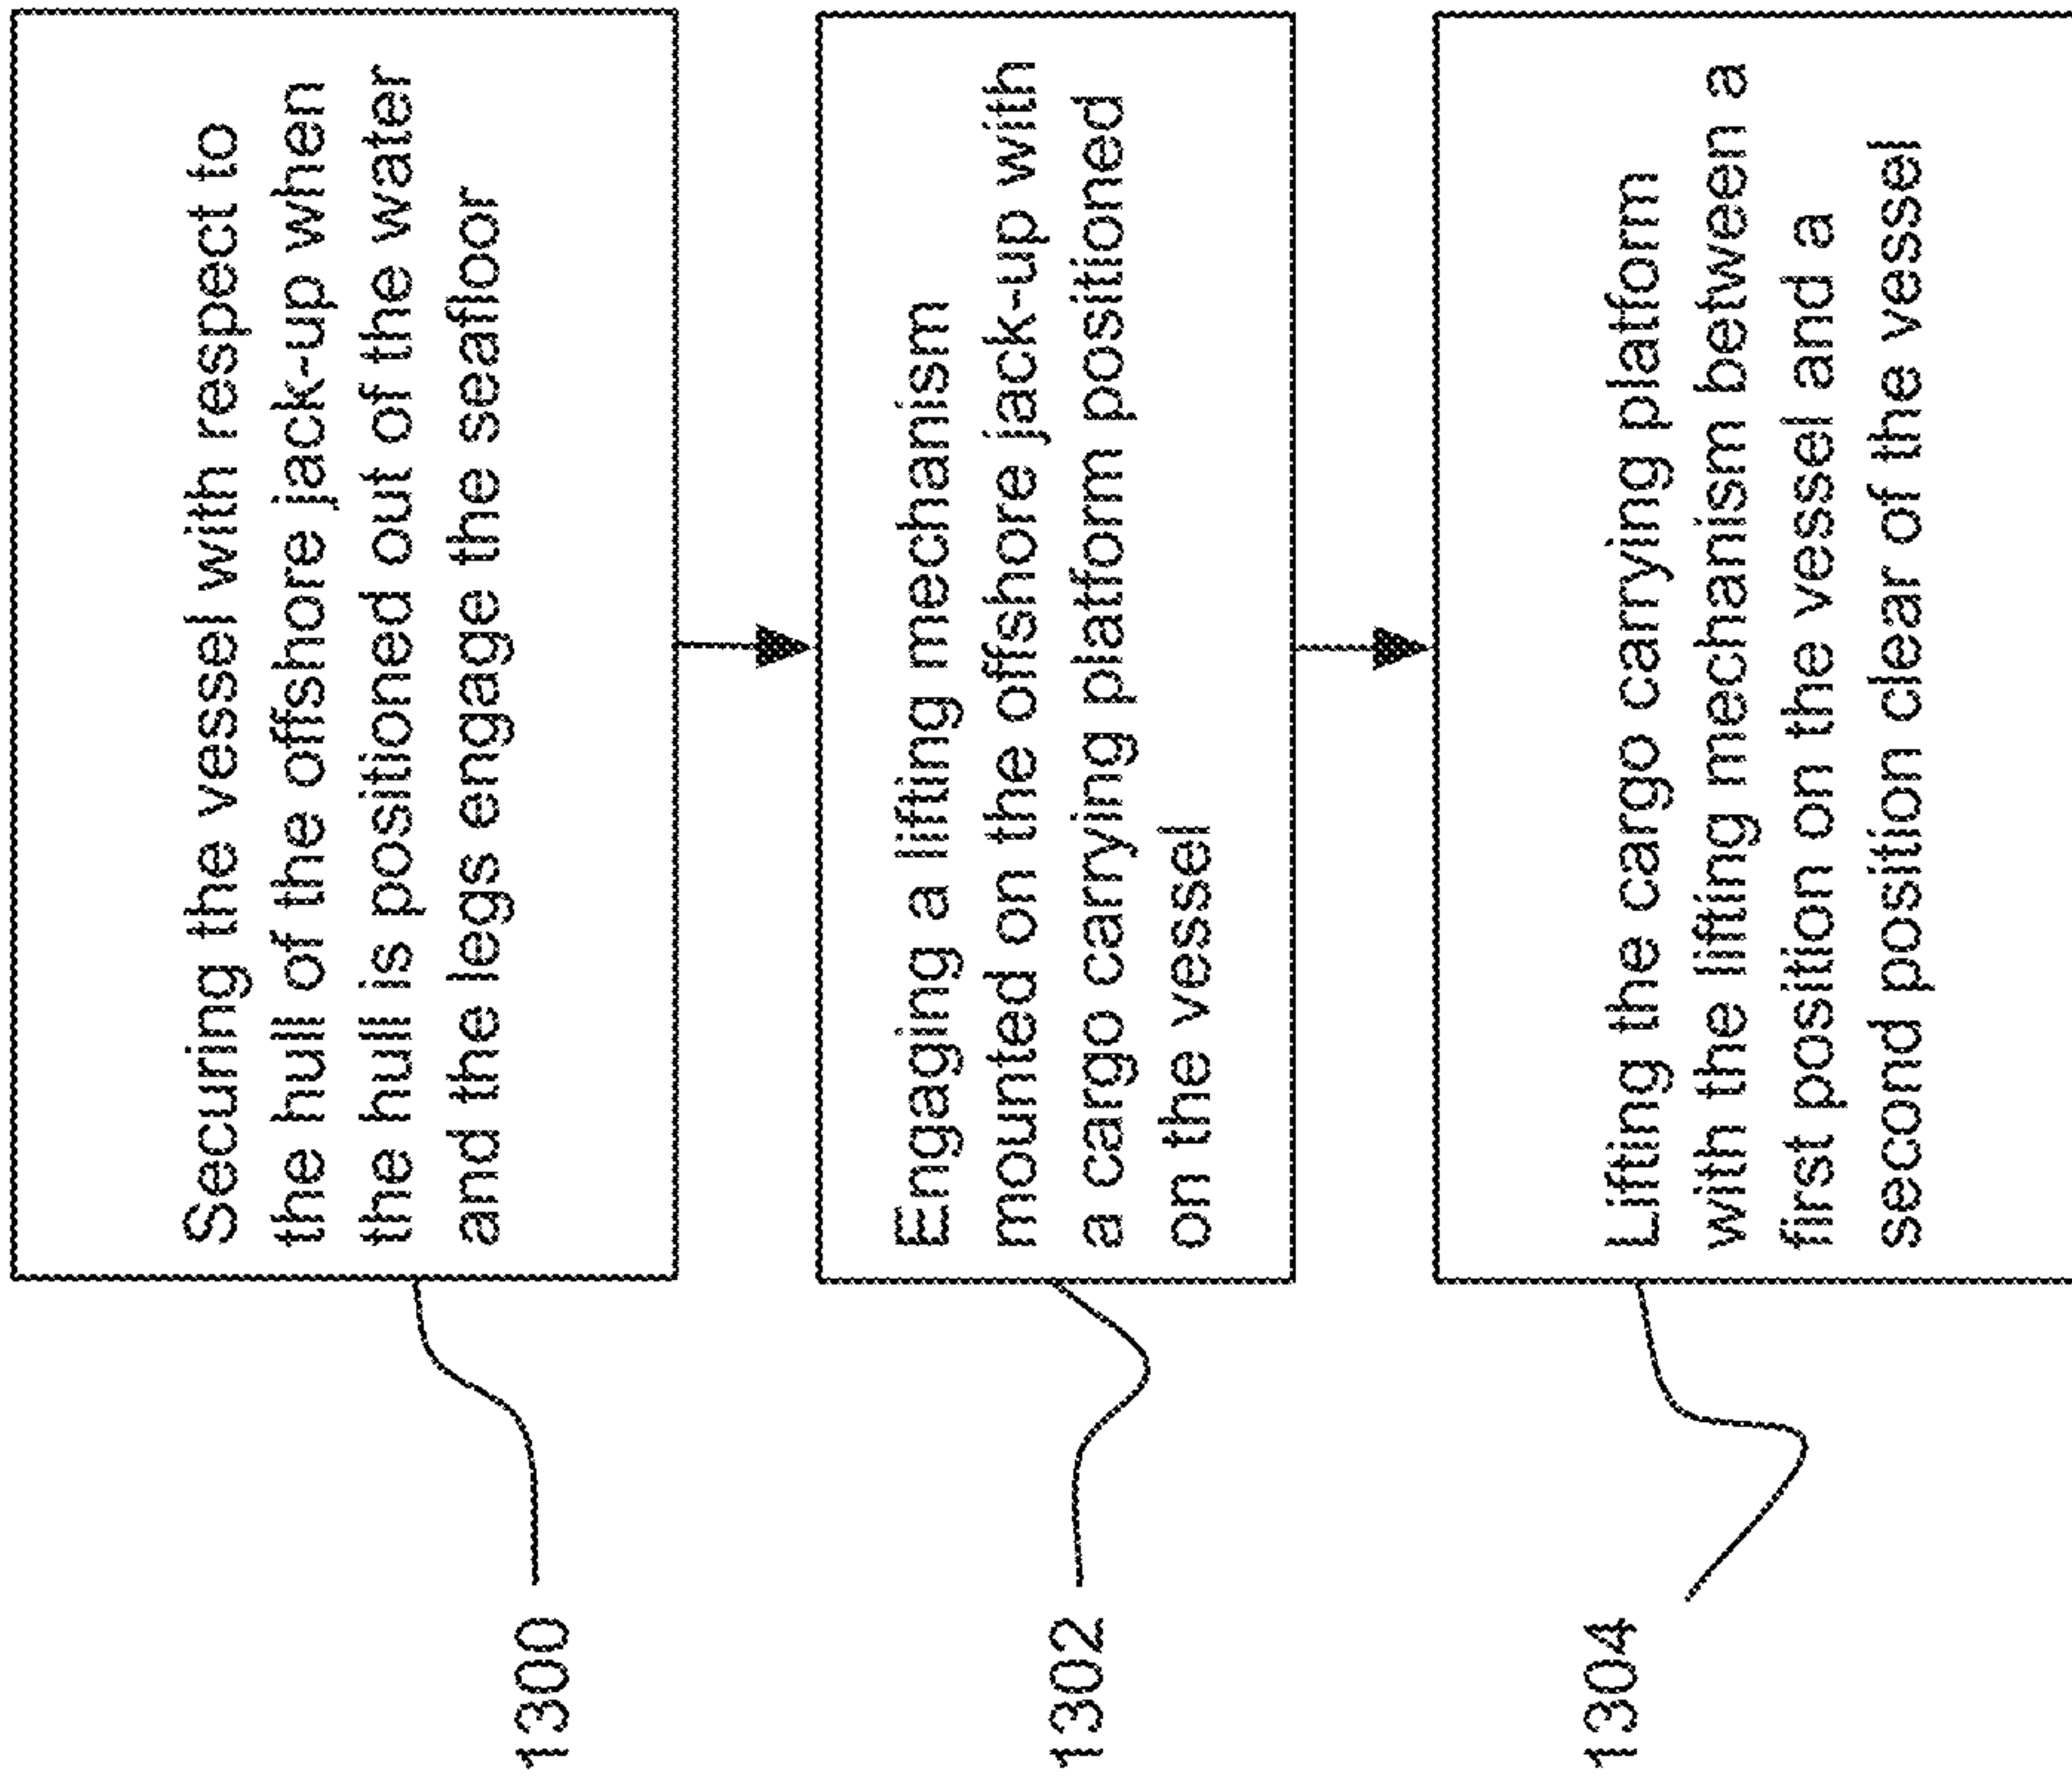 1300
Securing the vessel with respect to
the hull of the offshore jack-up when
the hull is positioned out of the water
and the legs engage the seafloor
1302
Engaging a lifting mechanism
mounted on the offshore jack-up with
a cargo carrying platform positioned
on the vessel
1304
Lifting the cargo carrying platform
with the lifting mechanism between a
first position on the vessel and a
second position clear of the vessel